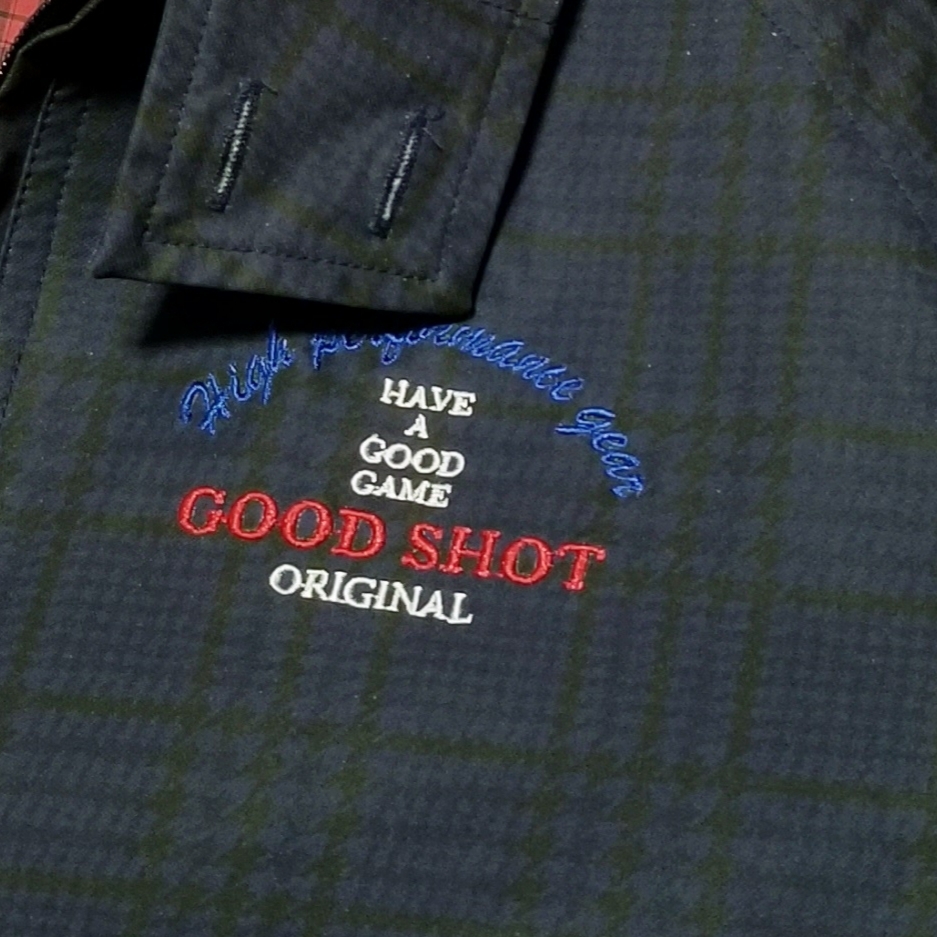 High performance gear
HAVE
A
GOOD
GAME
GOOD SHOT
ORIGINAL